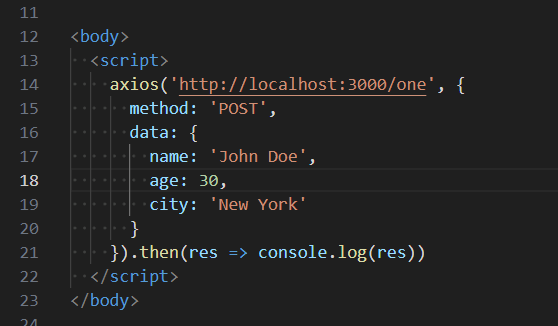 11
12 <body>
13 <script>
14 axios('http://localhost:3000/one', {
15 method: 'POST',
16 data: {
17 name: 'John Doe',
18 age: 30,
19 city: 'New York'
20 }
21 }).then(res => console.log(res))
22 </script>
23 </body>
24